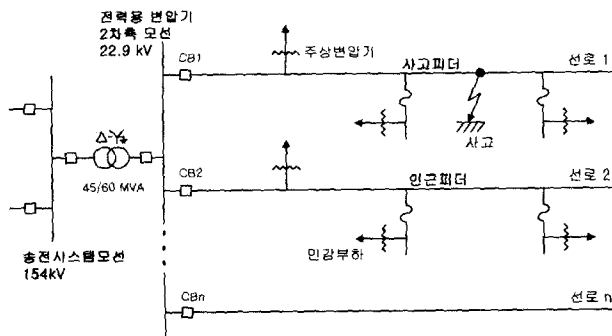 전력용 변압기
2차측 모선
22.9 kV
CB1
주상변압기
사고피더
선로 1
사고
Δ-Y
45/60 MVA
CB2
인근피더
선로 2
민감부하
송전시스템모선
154kV
CBn
선로 n